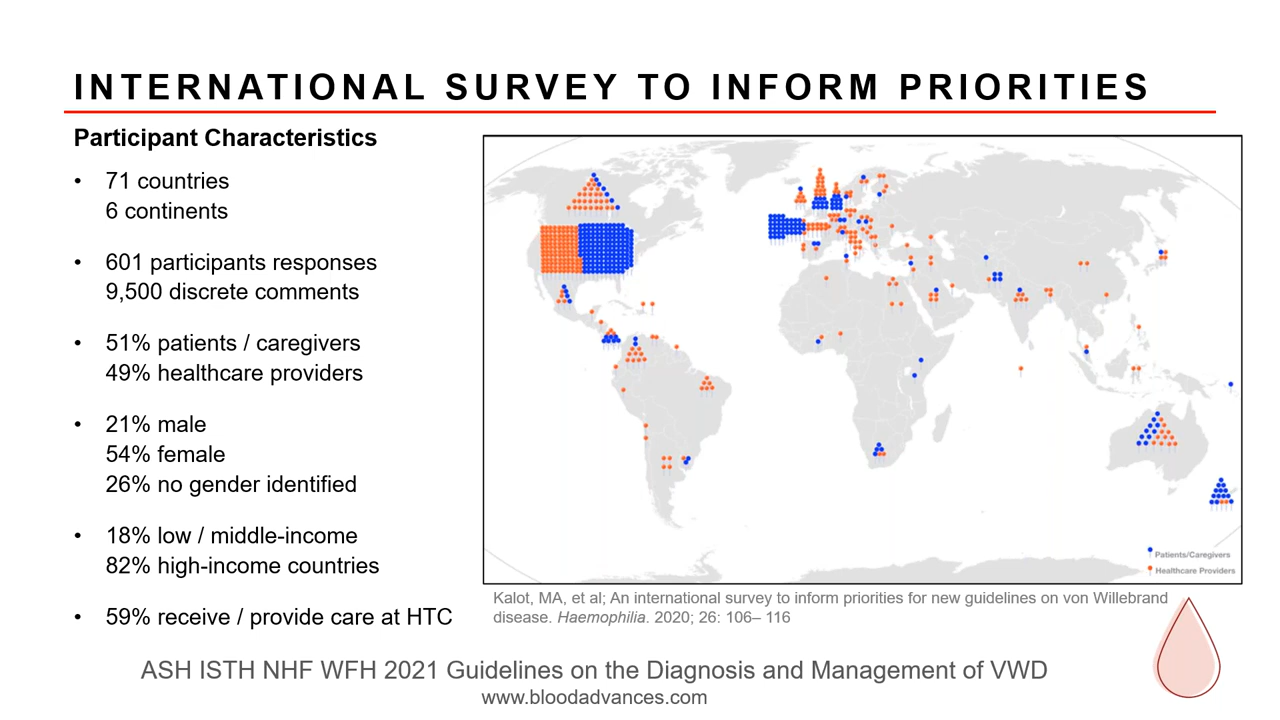 INTERNATIONAL SURVEY TO INFORM PRIORITIES
Participant Characteristics
• 71 countries
6 continents
• 601 participants responses
9,500 discrete comments
• 51% patients / caregivers
49% healthcare providers
• 21% male
54% female
26% no gender identified
• 18% low / middle-income
82% high-income countries
• 59% receive / provide care at HTC
Patients/Caregivers
Healthcare Providers
Kalot, MA, et al; An international survey to inform priorities for new guidelines on von Willebrand
disease. Haemophilia. 2020; 26: 106– 116
ASH ISTH NHF WFH 2021 Guidelines on the Diagnosis and Management of VWD
www.bloodadvances.com